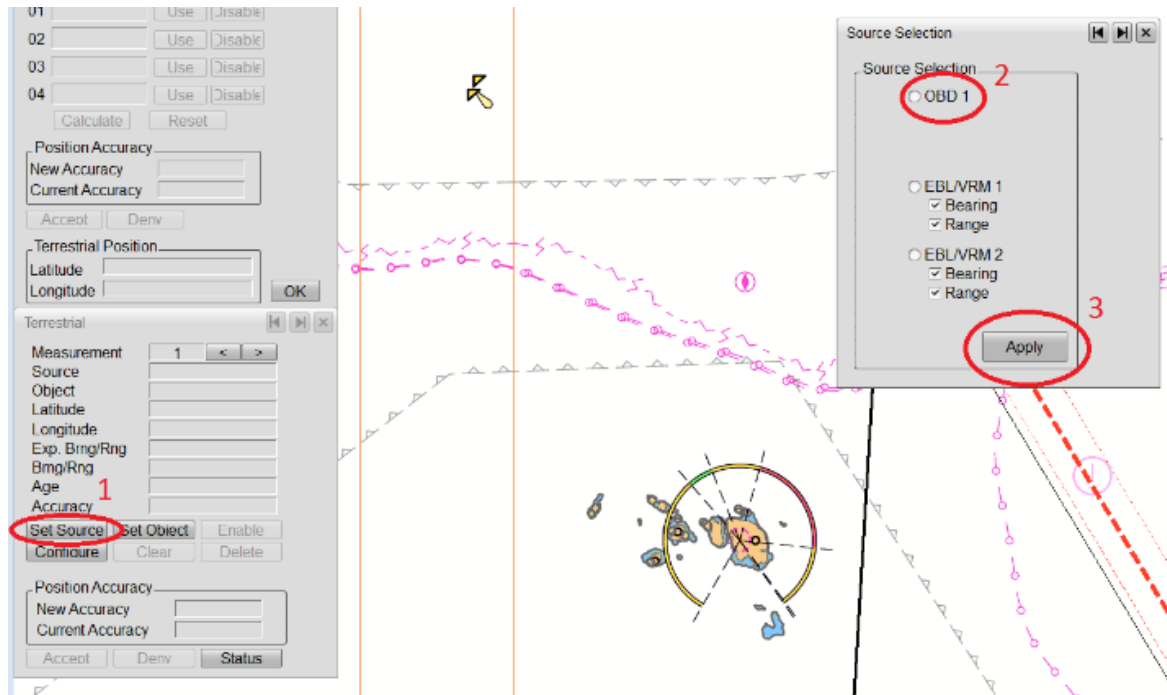 01 Use Disable
02 Use Disable
03 Use Disable
04 Use Disable
Calculate Reset
Position Accuracy
New Accuracy
Current Accuracy
Accept Deny
Terrestrial Position
Latitude
Longitude OK
Terrestrial
Measurement 1 < >
Source
Object
Latitude
Longitude
Exp. Brng/Rng
Brng/Rng
Age
1
Accuracy
Set Source Set Object Enable
Configure Clear Delete
Position Accuracy
New Accuracy
Current Accuracy
Accept Deny Status
Source Selection
Source Selection
2
OBD 1
EBL/VRM 1
Bearing
Range
EBL/VRM 2
Bearing
Range
3
Apply